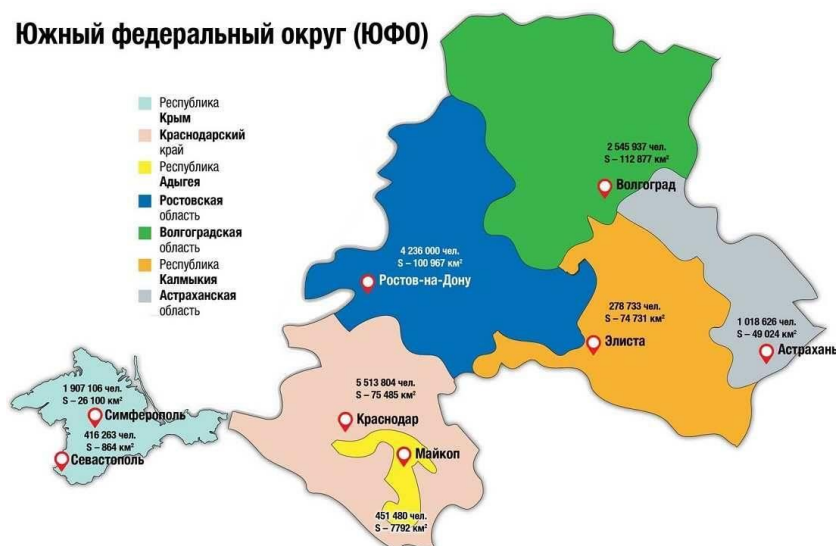 Южный федеральный округ (ЮФО)
Республика
Крым
Краснодарский
край
Республика
Адыгея
Ростовская
область
Волгоградская
область
Республика
Калмыкия
Астраханская
область
2 545 937 чел.
S – 112 877 км²
Волгоград
4 236 000 чел.
S – 100 967 км²
Ростов-на-Дону
278 733 чел.
S – 74 731 км²
Элиста
1 018 626 чел.
S – 49 024 км²
Астрахань
1 907 106 чел.
S – 26 100 км²
Симферополь
416 263 чел.
S – 864 км²
Севастополь
5 513 804 чел.
S – 75 485 км²
Краснодар
Майкоп
451 480 чел.
S – 7792 км²